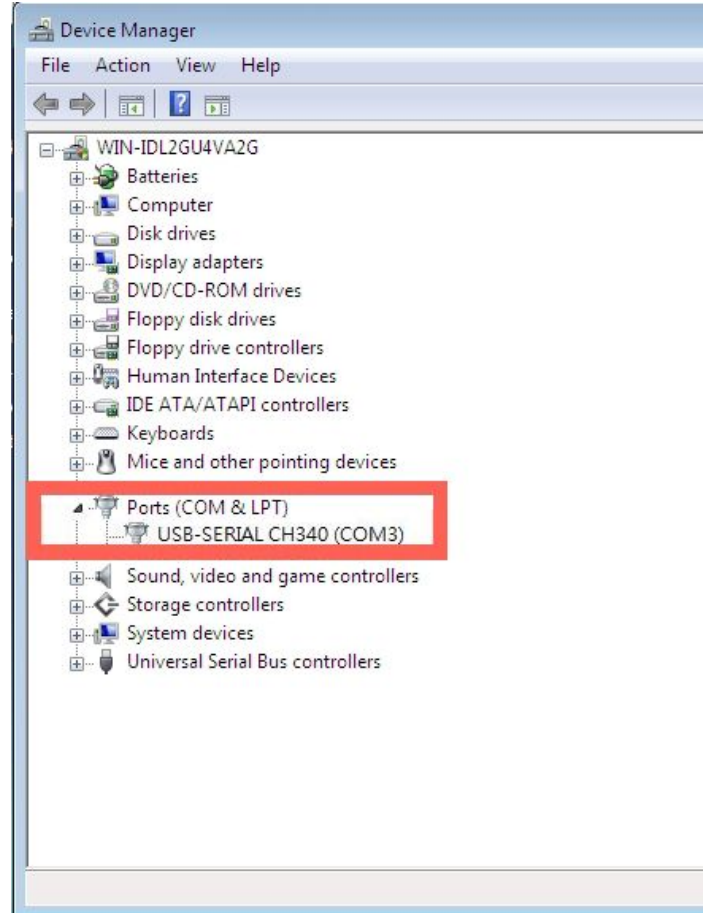 Device Manager
File Action View Help
WIN-IDL2GU4VA2G
Batteries
Computer
Disk drives
Display adapters
DVD/CD-ROM drives
Floppy disk drives
Floppy drive controllers
Human Interface Devices
IDE ATA/ATAPI controllers
Keyboards
Mice and other pointing devices
Ports (COM & LPT)
USB-SERIAL CH340 (COM3)
Sound, video and game controllers
Storage controllers
System devices
Universal Serial Bus controllers